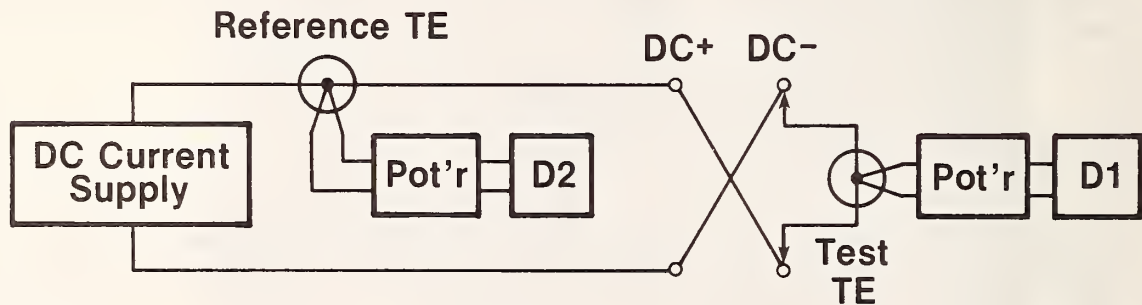 Reference TE
DC+
DC-
DC Current
Supply
Pot'r
D2
Pot'r
D1
Test
TE